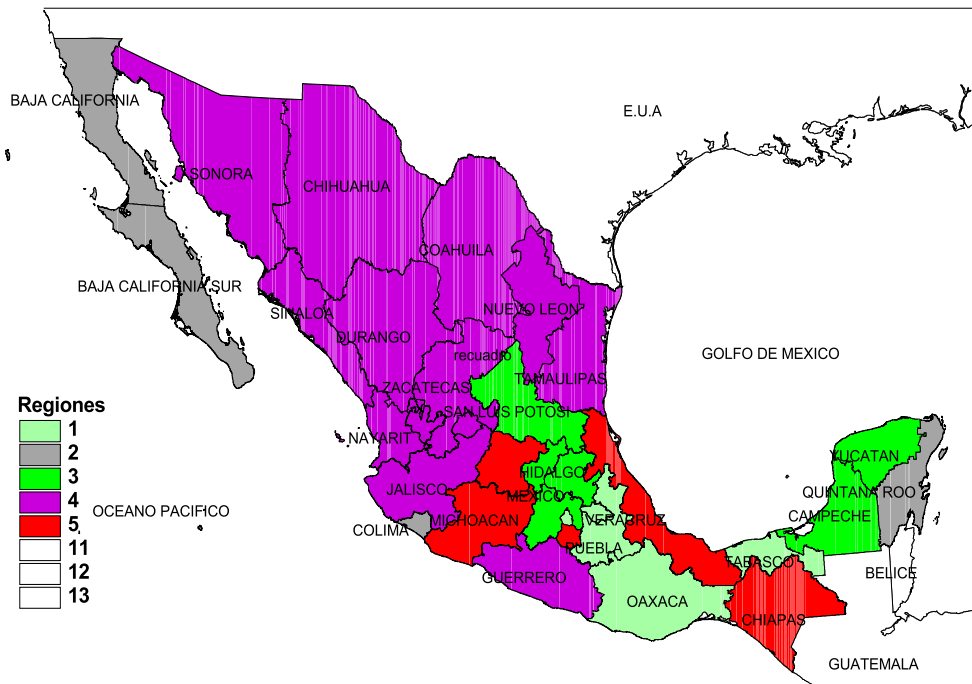 BAJA CALIFORNIA
E.U.A
SONORA
CHIHUAHUA
COAHUILA
BAJA CALIFORNIA SUR
SINALOA
NUEVO LEON
DURANGO
recuadro
GOLFO DE MEXICO
TAMAULIPAS
ZACATECAS
SAN LUIS POTOSI
NAYARIT
YUCATAN
HIDALGO
JALISCO
MEXICO
QUINTANA ROO
OCEANO PACIFICO
CAMPECHE
MICHOACAN
VERACRUZ
COLIMA
PUEBLA
TABASCO
BELICE
GUERRERO
OAXACA
CHIAPAS
GUATEMALA
Regiones
1
2
3
4
5
11
12
13